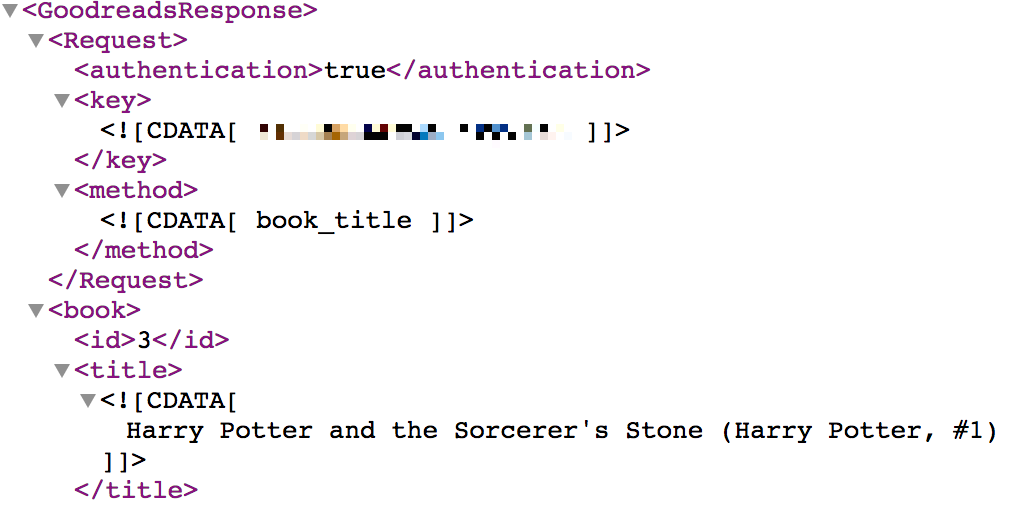 <GoodreadsResponse>
<Request>
<authentication>true</authentication>
<key>
<![CDATA[ ]]>
</key>
<method>
<![CDATA[ book_title ]]>
</method>
</Request>
<book>
<id>3</id>
<title>
<![CDATA[
Harry Potter and the Sorcerer's Stone (Harry Potter, #1)
]]>
</title>